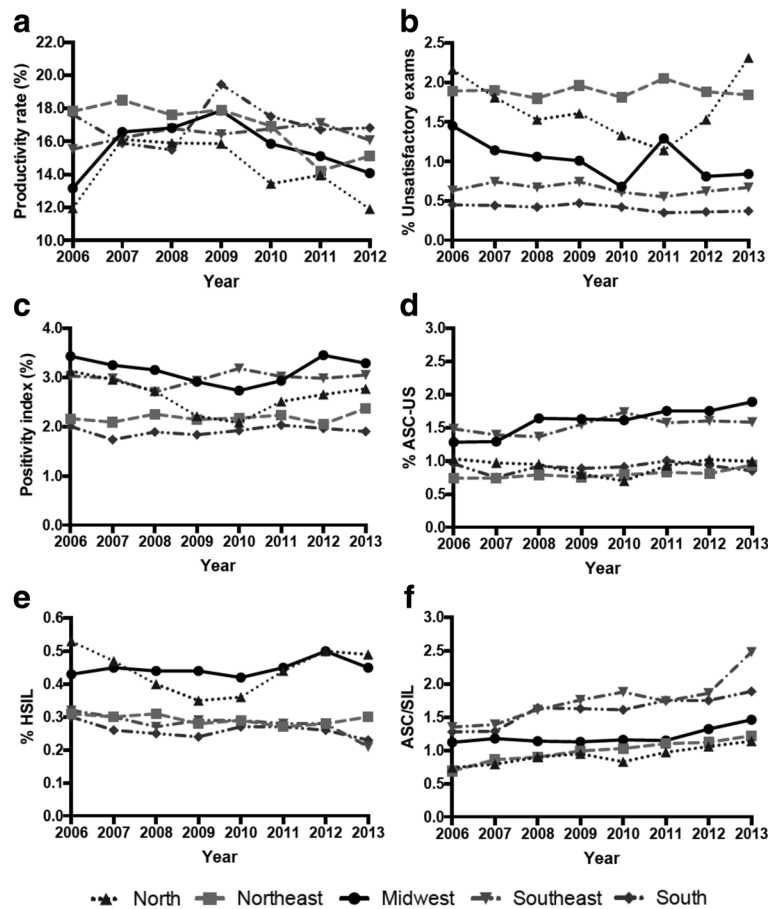 a
22.0
20.0
18.0
16.0
14.0
12.0
10.0
Productivity rate (%)
2006 2007 2008 2009 2010 2011 2012
Year
b
2.5
2.0
1.5
1.0
0.5
0.0
% Unsatisfactory exams
2006 2007 2008 2009 2010 2011 2012 2013
Year
c
4.0
3.0
2.0
1.0
0.0
Positivity index (%)
2006 2007 2008 2009 2010 2011 2012 2013
Year
d
3.0
2.5
2.0
1.5
1.0
0.5
0.0
% ASC-US
2006 2007 2008 2009 2010 2011 2012 2013
Year
e
0.6
0.5
0.4
0.3
0.2
0.1
0.0
% HSIL
2006 2007 2008 2009 2010 2011 2012 2013
Year
f
3.0
2.5
2.0
1.5
1.0
0.5
0.0
ASC/SIL
2006 2007 2008 2009 2010 2011 2012 2013
Year
North Northeast Midwest Southeast South